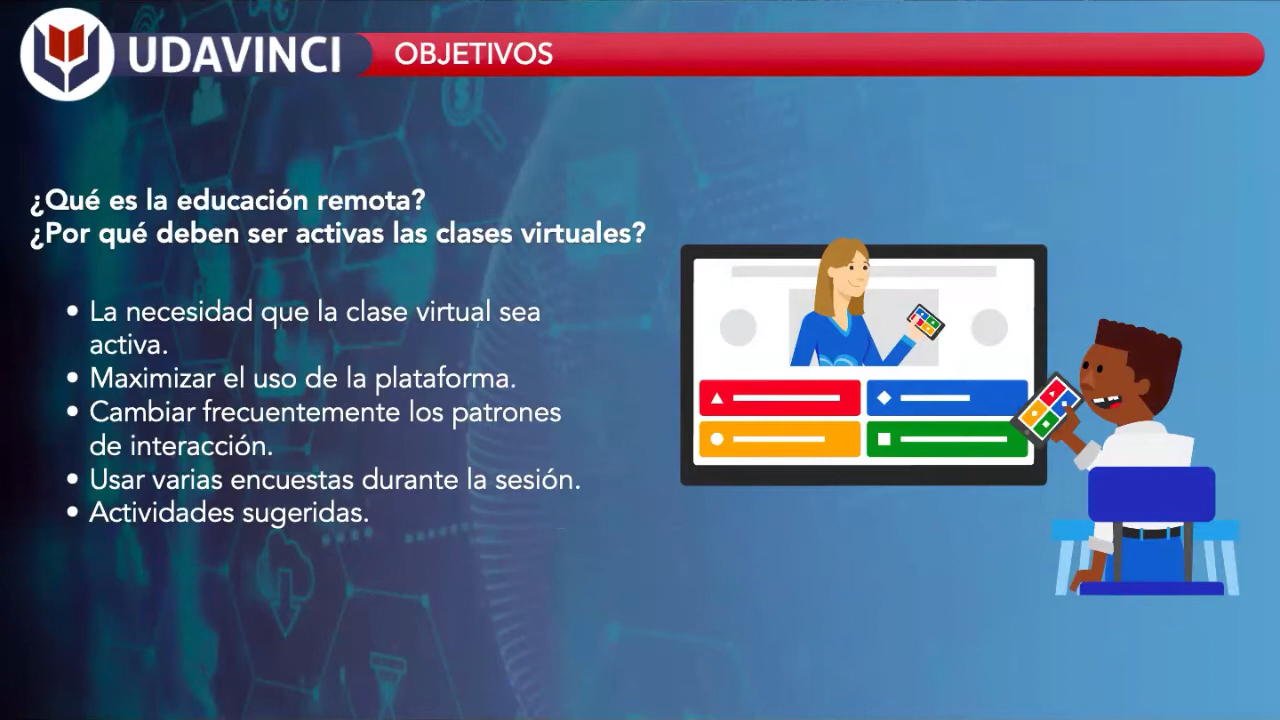 UDAVINCI
OBJETIVOS
¿Qué es la educación remota?
¿Por qué deben ser activas las clases virtuales?
• La necesidad que la clase virtual sea
activa.
• Maximizar el uso de la plataforma.
• Cambiar frecuentemente los patrones
de interacción.
• Usar varias encuestas durante la sesión.
• Actividades sugeridas.